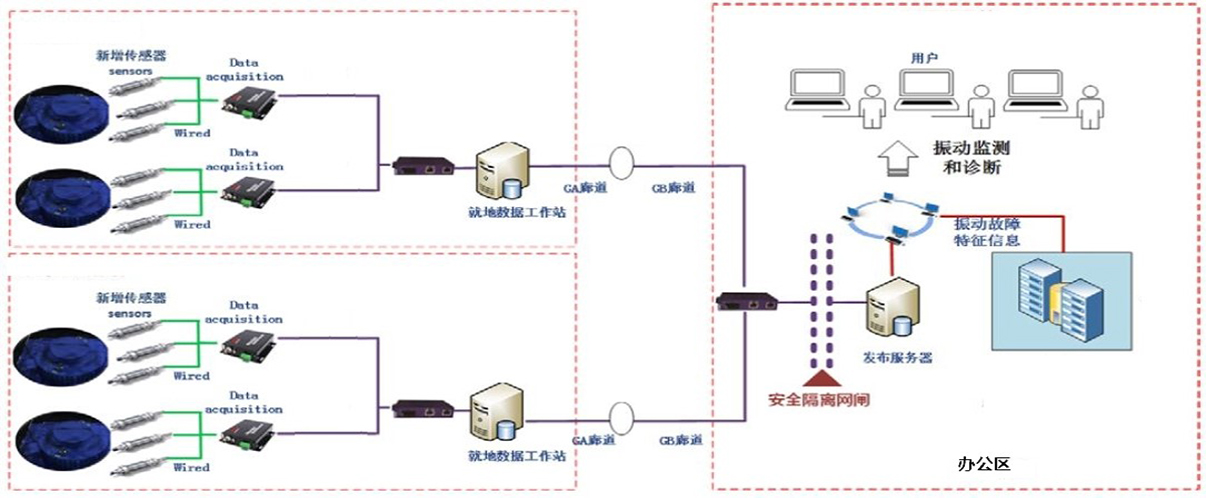 新增传感器
sensors
Data
acquisition
Wired
Data
acquisition
Wired
就地数据工作站
GA廊道
GB廊道
新增传感器
sensors
Data
acquisition
Wired
Data
acquisition
Wired
就地数据工作站
GA廊道
GB廊道
用户
振动监测
和诊断
振动故障
特征信息
发布服务器
安全隔离网闸
办公区